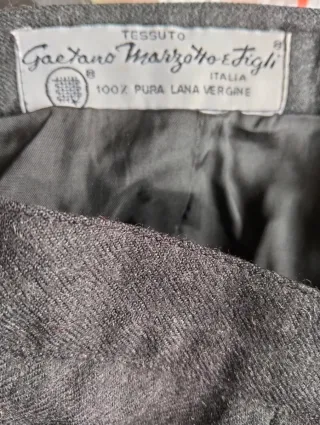 TESSUTO
Gaetano Marzotto & Figli
ITALIA
100% PURA LANA VERGINE